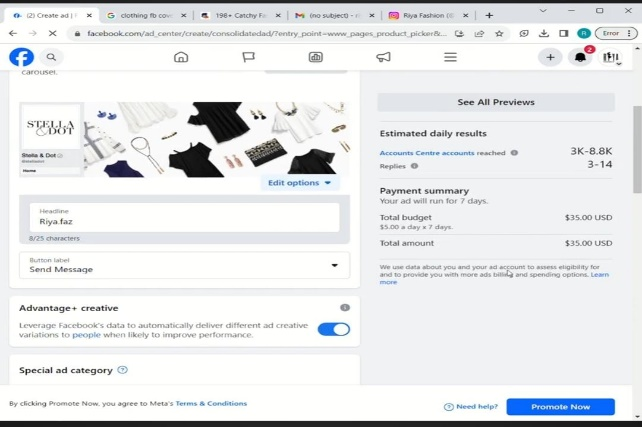 (2) Create ad |
clothing fb cov
198+ Catchy Fa
(no subject) - e
Riya Fashion (@
facebook.com/ad_center/create/consolidatedad/?entry_point=www_pages_product_picker&...
R
Error
2
carousel.
STELLA
&DOT
Stella & Dot
Home
Edit options
Headline
Riya.faz
8/25 characters
Button label
Send Message
Advantage+ creative
Leverage Facebook's data to automatically deliver different ad creative
variations to people when likely to improve performance.
Special ad category
See All Previews
Estimated daily results
Accounts Centre accounts reached 3K-8.8K
Replies 3-14
Payment summary
Your ad will run for 7 days.
Total budget $35.00 USD
$5.00 a day x 7 days.
Total amount $35.00 USD
We use data about you and your ad account to assess eligibility for
and to provide you with more ads billing and spending options. Learn
more
By clicking Promote Now, you agree to Meta's Terms & Conditions
Need help?
Promote Now